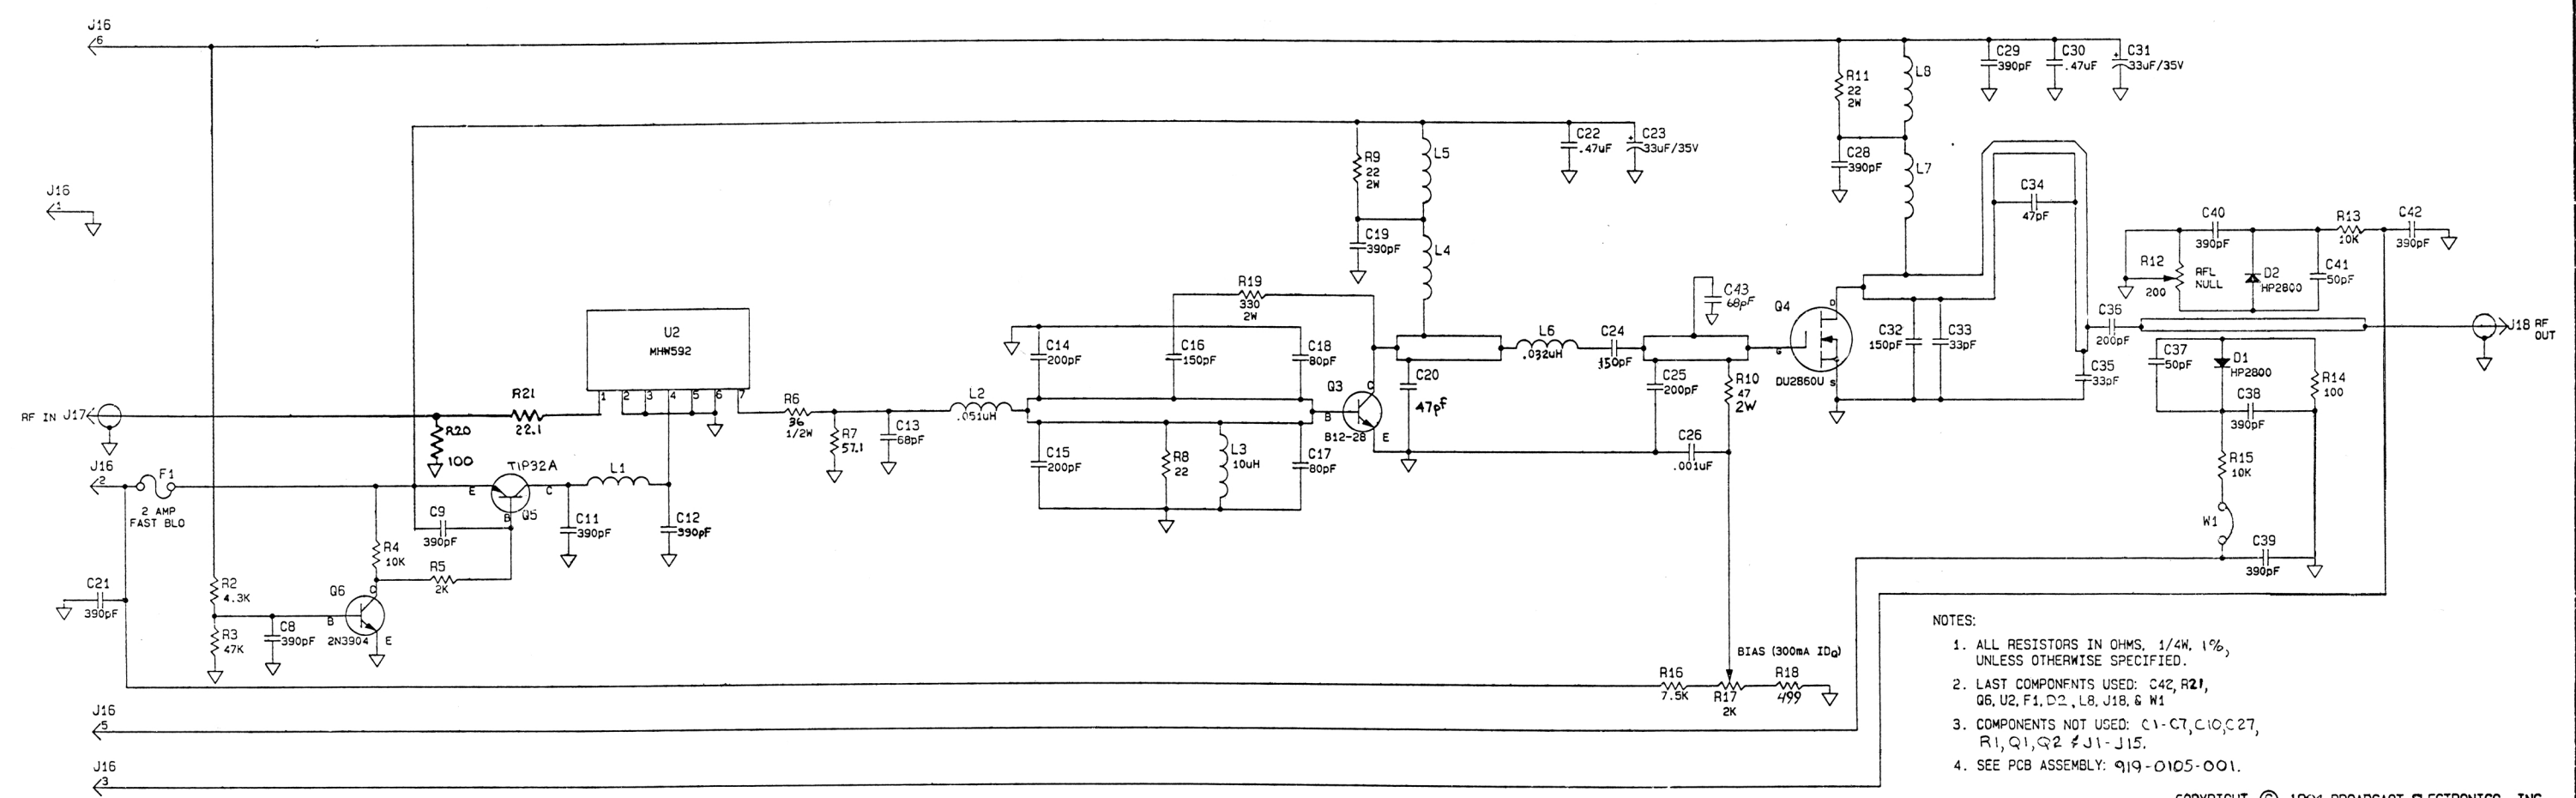 J16
6
J16
1
R11
22
2W
L8
C29
390pF
C30
.47uF
+
C31
33uF/35V
C28
390pF
L7
R9
22
2W
L5
C22
.47uF
+
C23
33uF/35V
C19
390pF
L4
C34
47pF
C40
390pF
R13
10K
C42
390pF
R12
200
RFL
NULL
D2
HP2800
C41
50pF
R19
330
2W
C43
68pF
U2
MHW592
1 2 3 4 5 6 7
C14
200pF
C16
150pF
C18
80pF
L6
.032uH
C24
150pF
Q4
D
G
S
DU2860U
C32
150pF
C33
33pF
C36
200pF
J18 RF
OUT
C35
33pF
C37
50pF
D1
HP2800
R14
100
C38
390pF
RF IN J17
R21
22.1
R20
100
R6
36
1/2W
R7
57.1
C13
68pF
L2
.051uH
Q3
C
B
E
B12-28
C20
47pF
C25
200pF
R10
47
2W
C15
200pF
R8
22
L3
10uH
C17
80pF
C26
.001uF
R15
10K
W1
C39
390pF
J16
2
F1
2 AMP
FAST BLO
TIP32A
E
C
B
Q5
L1
C9
390pF
C11
390pF
C12
390pF
R4
10K
R5
2K
C21
390pF
R2
4.3K
R3
47K
C8
390pF
Q6
C
B
E
2N3904
BIAS (300mA IDQ)
R16
7.5K
R17
2K
R18
499
J16
5
J16
3
NOTES:
1. ALL RESISTORS IN OHMS, 1/4W, 1%,
UNLESS OTHERWISE SPECIFIED.
2. LAST COMPONENTS USED: C42, R21,
Q6, U2, F1, D2, L8, J18, & W1
3. COMPONENTS NOT USED: C1-C7, C10, C27,
R1, Q1, Q2 & J1-J15.
4. SEE PCB ASSEMBLY: 919-0105-001.
COPYRIGHT © BROADCAST ELECTRONICS, INC